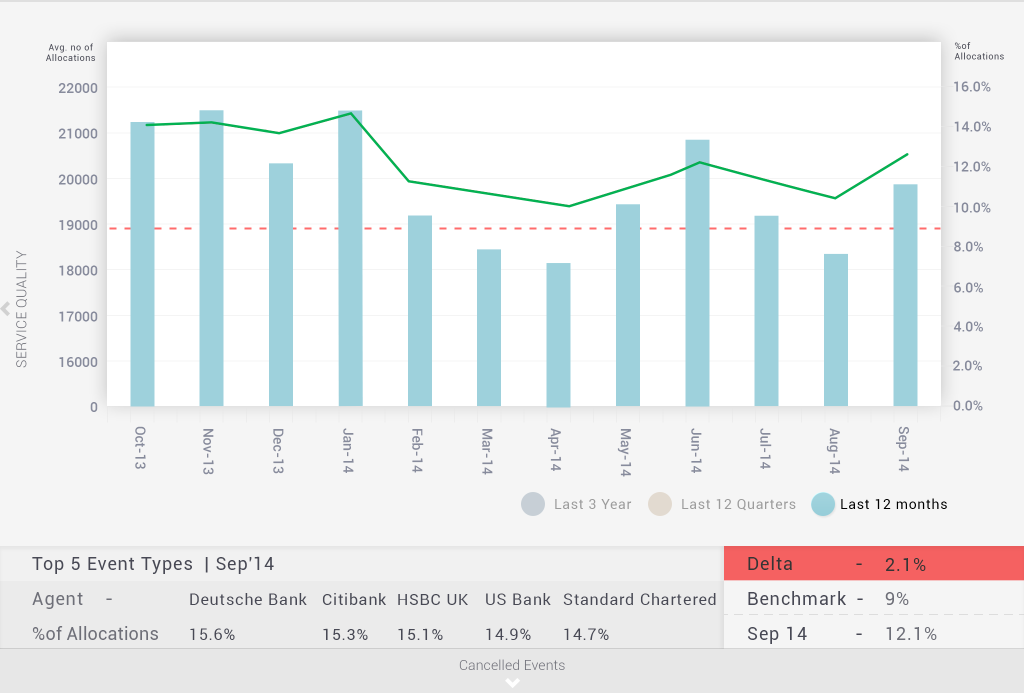 Avg. no of
Allocations
%of
Allocations
22000
21000
20000
19000
18000
17000
16000
0
16.0%
14.0%
12.0%
10.0%
8.0%
6.0%
4.0%
2.0%
0.0%
SERVICE QUALITY
Oct-13
Nov-13
Dec-13
Jan-14
Feb-14
Mar-14
Apr-14
May-14
Jun-14
Jul-14
Aug-14
Sep-14
Last 3 Year
Last 12 Quarters
Last 12 months
Top 5 Event Types | Sep'14
Agent - Deutsche Bank Citibank HSBC UK US Bank Standard Chartered
%of Allocations 15.6% 15.3% 15.1% 14.9% 14.7%
Delta - 2.1%
Benchmark - 9%
Sep 14 - 12.1%
Cancelled Events